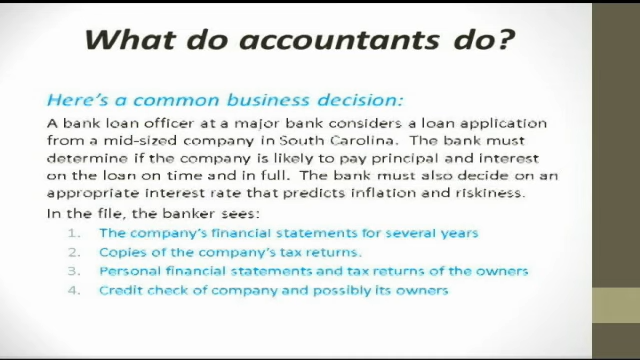 What do accountants do?
Here's a common business decision:
A bank loan officer at a major bank considers a loan application
from a mid-sized company in South Carolina. The bank must
determine if the company is likely to pay principal and interest
on the loan on time and in full. The bank must also decide on an
appropriate interest rate that predicts inflation and riskiness.
In the file, the banker sees:
1. The company's financial statements for several years
2. Copies of the company's tax returns.
3. Personal financial statements and tax returns of the owners
4. Credit check of company and possibly its owners